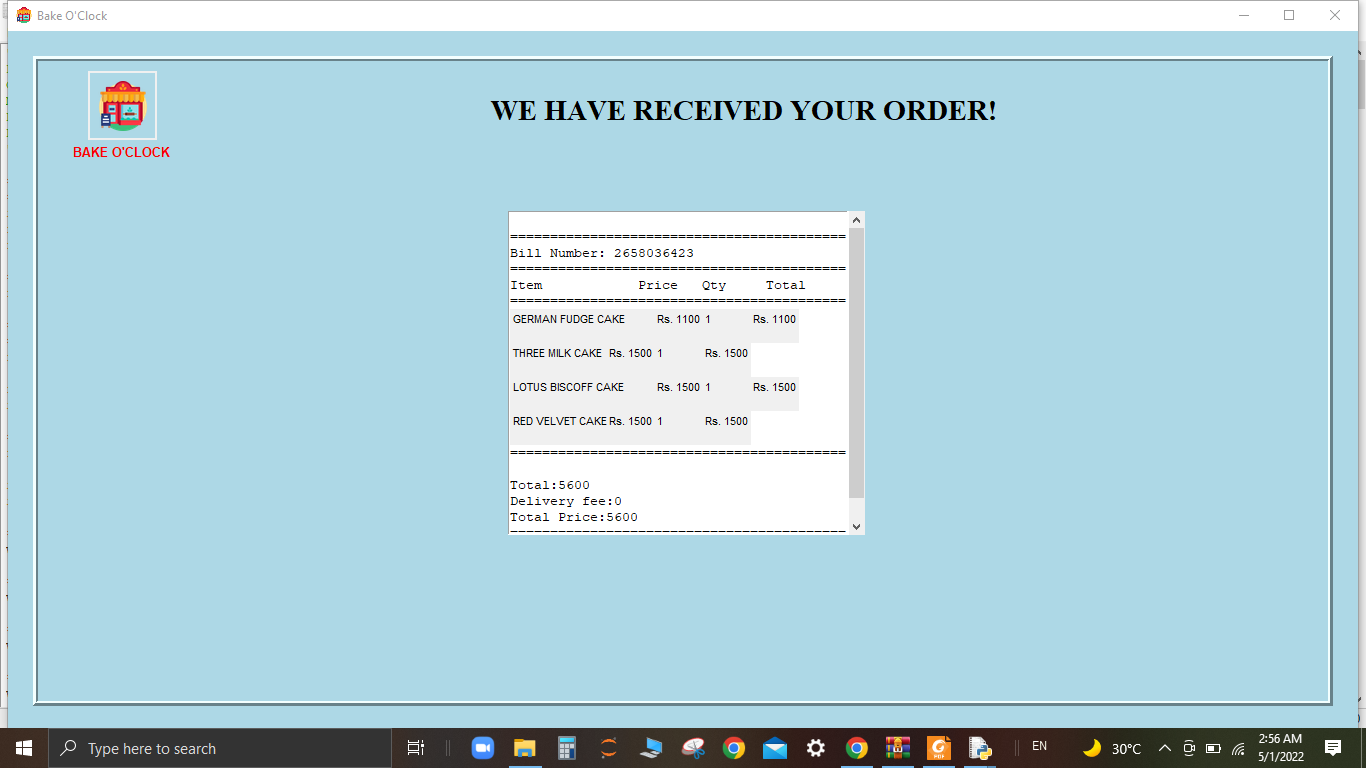 Bake O'Clock
WE HAVE RECEIVED YOUR ORDER!
BAKE O'CLOCK
==========================================
Bill Number: 2658036423
==========================================
Item Price Qty Total
==========================================
GERMAN FUDGE CAKE Rs. 1100 1 Rs. 1100
THREE MILK CAKE Rs. 1500 1 Rs. 1500
LOTUS BISCOFF CAKE Rs. 1500 1 Rs. 1500
RED VELVET CAKE Rs. 1500 1 Rs. 1500
==========================================
Total:5600
Delivery fee:0
Total Price:5600
==========================================
Type here to search
EN
30°C
2:56 AM
5/1/2022